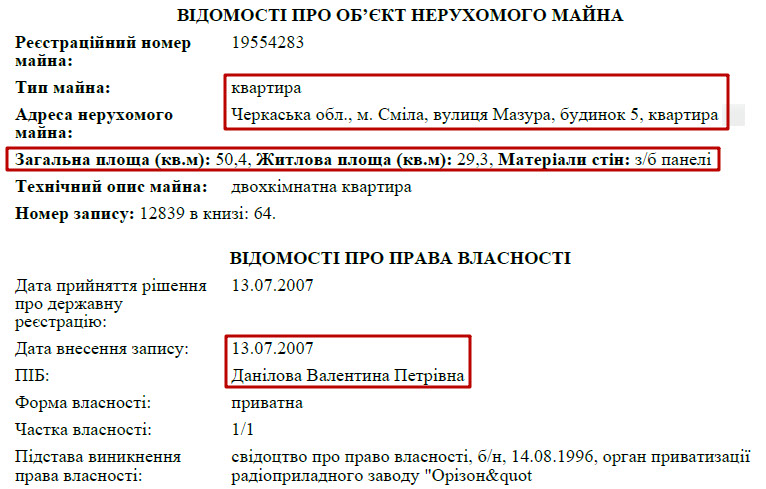 ВІДОМОСТІ ПРО ОБ’ЄКТ НЕРУХОМОГО МАЙНА
Реєстраційний номер майна: 19554283
Тип майна: квартира
Адреса нерухомого майна: Черкаська обл., м. Сміла, вулиця Мазура, будинок 5, квартира
Загальна площа (кв.м): 50,4, Житлова площа (кв.м): 29,3, Матеріали стін: з/б панелі
Технічний опис майна: двохкімнатна квартира
Номер запису: 12839 в книзі: 64.
ВІДОМОСТІ ПРО ПРАВА ВЛАСНОСТІ
Дата прийняття рішення про державну реєстрацію: 13.07.2007
Дата внесення запису: 13.07.2007
ПІБ: Данілова Валентина Петрівна
Форма власності: приватна
Частка власності: 1/1
Підстава виникнення права власності: свідоцтво про право власності, б/н, 14.08.1996, орган приватизації радіоприладного заводу "Орізон&quot